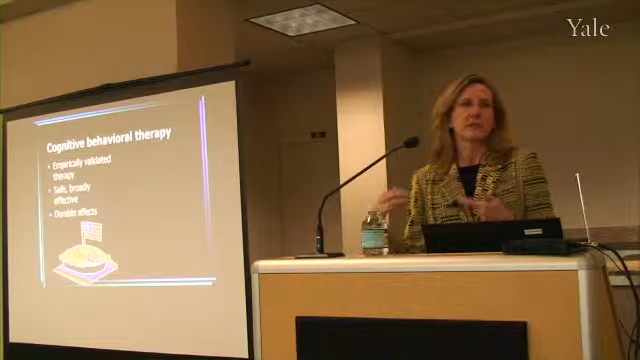 Yale
Cognitive behavioral therapy
• Empirically validated
therapy
• Safe, broadly
effective
• Durable effects